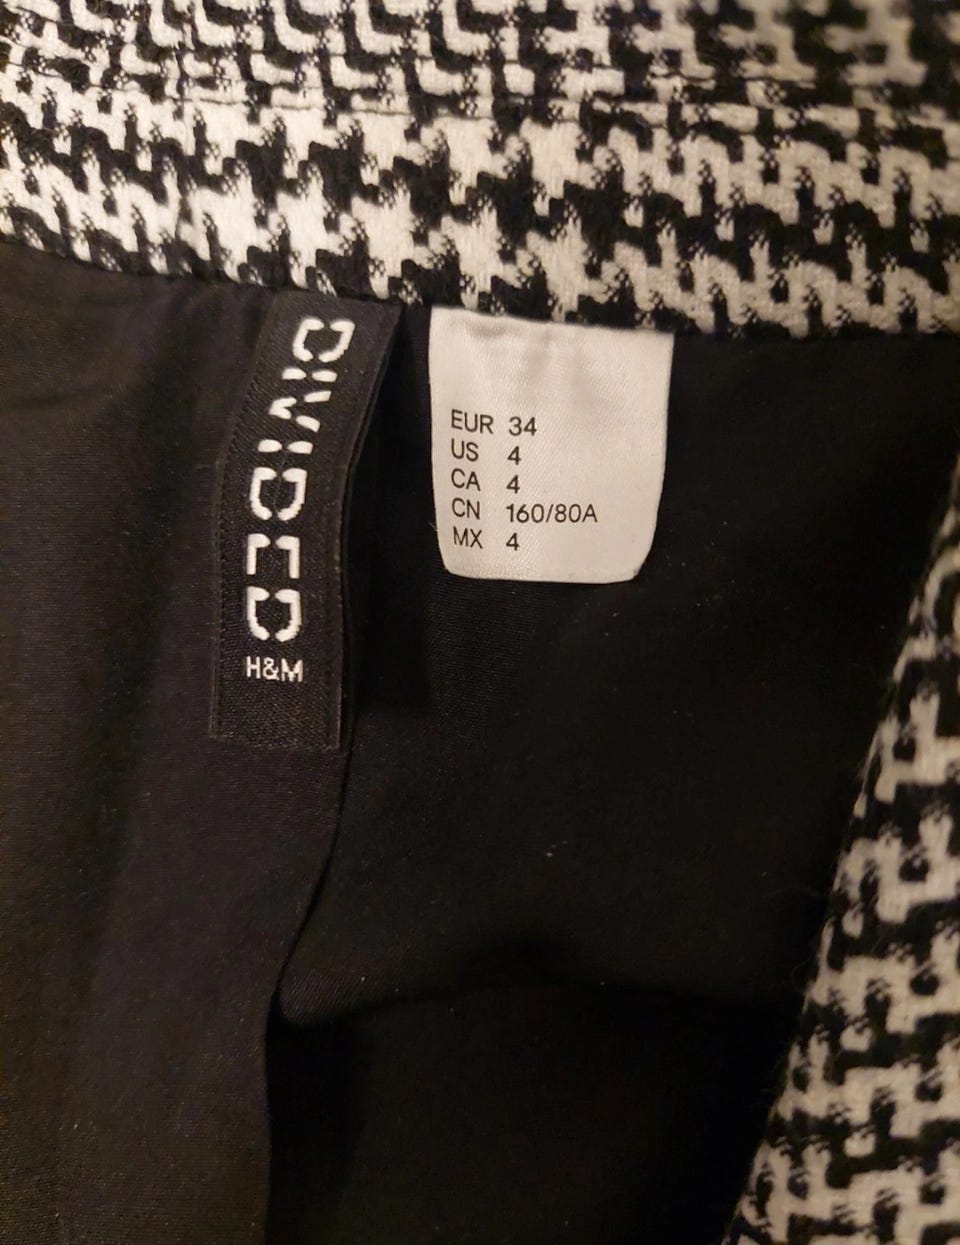 DIVIDED
H&M
EUR 34
US 4
CA 4
CN 160/80A
MX 4